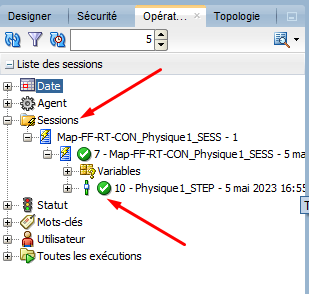 Designer Sécurité Opérat... × Topologie
5
Liste des sessions
Date
Agent
Sessions
Map-FF-RT-CON_Physique1_SESS - 1
7 - Map-FF-RT-CON_Physique1_SESS - 5 mai
Variables
10 - Physique1_STEP - 5 mai 2023 16:55
Statut
Mots-clés
Utilisateur
Toutes les exécutions